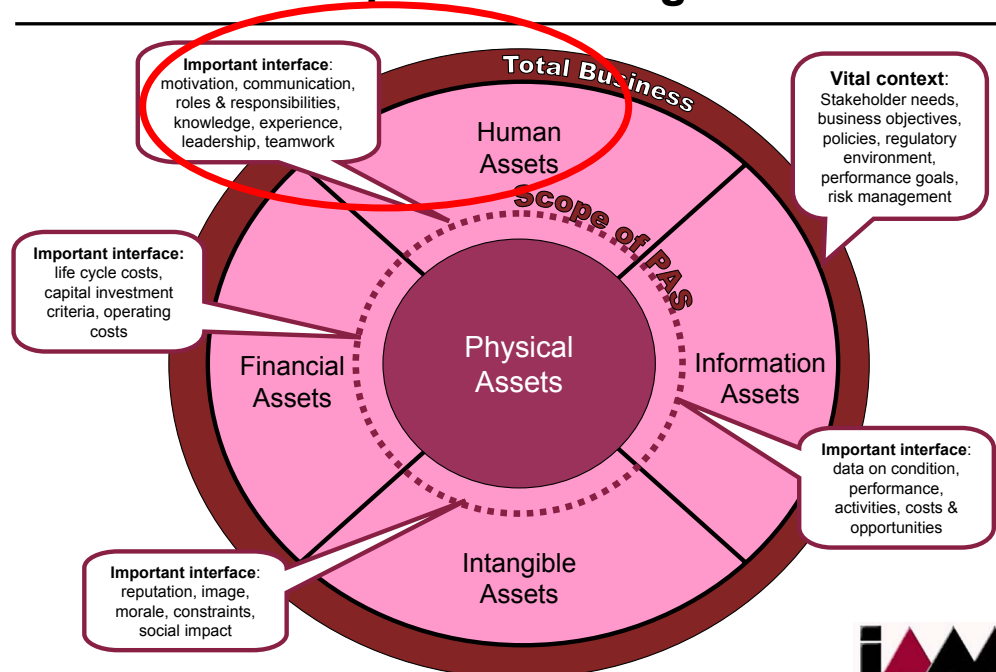 Total Business
Important interface:
motivation, communication,
roles & responsibilities,
knowledge, experience,
leadership, teamwork
Vital context:
Stakeholder needs,
business objectives,
policies, regulatory
environment,
performance goals,
risk management
Human
Assets
Scope of PAS
Important interface:
life cycle costs,
capital investment
criteria, operating
costs
Physical
Assets
Financial
Assets
Information
Assets
Important interface:
data on condition,
performance,
activities, costs &
opportunities
Intangible
Assets
Important interface:
reputation, image,
morale, constraints,
social impact